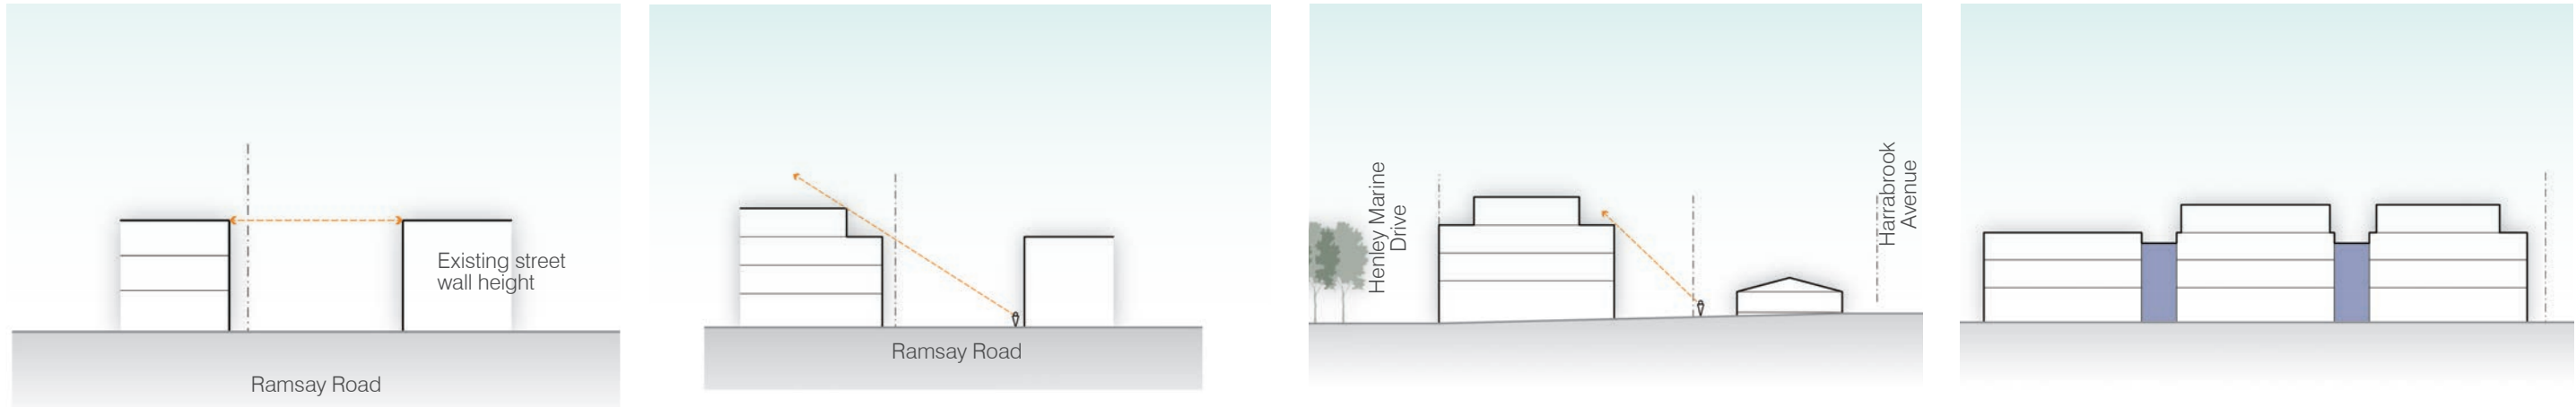 Existing street
wall height
Ramsay Road
Ramsay Road
Henley Marine
Drive
Harrabrook
Avenue